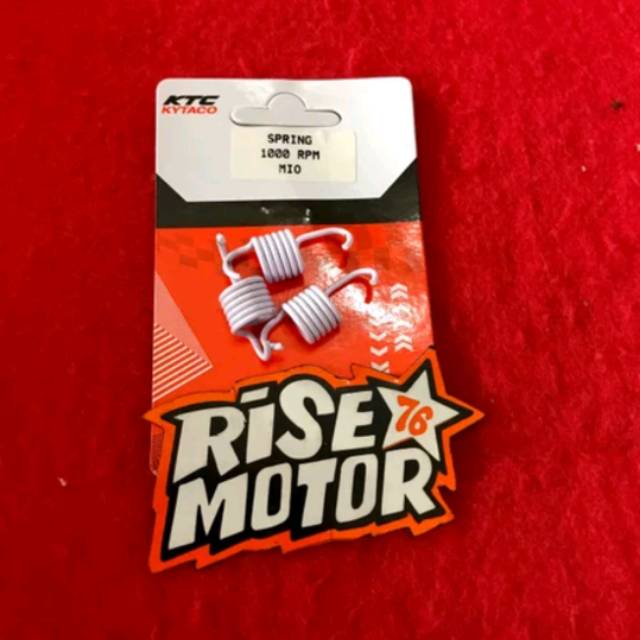 KTC
KYTACO
SPRING
1000 RPM
MIO
RiSE 76
MOTOR